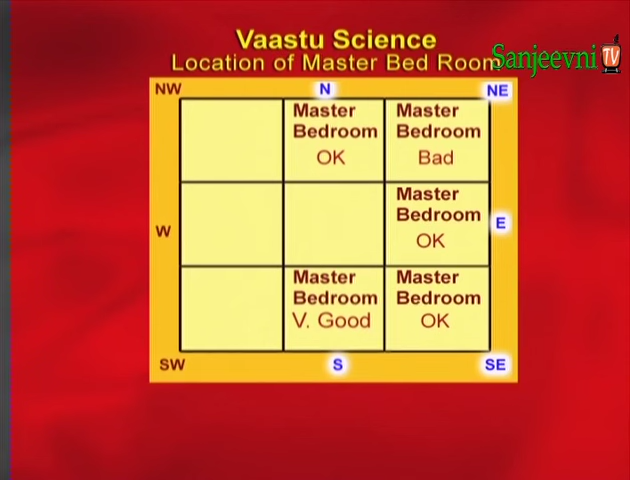 Vaastu Science
Location of Master Bed Room
Sanjeevni TV
NW N NE
Master Bedroom OK
Master Bedroom Bad
W
Master Bedroom OK
E
Master Bedroom V. Good
Master Bedroom OK
SW S SE